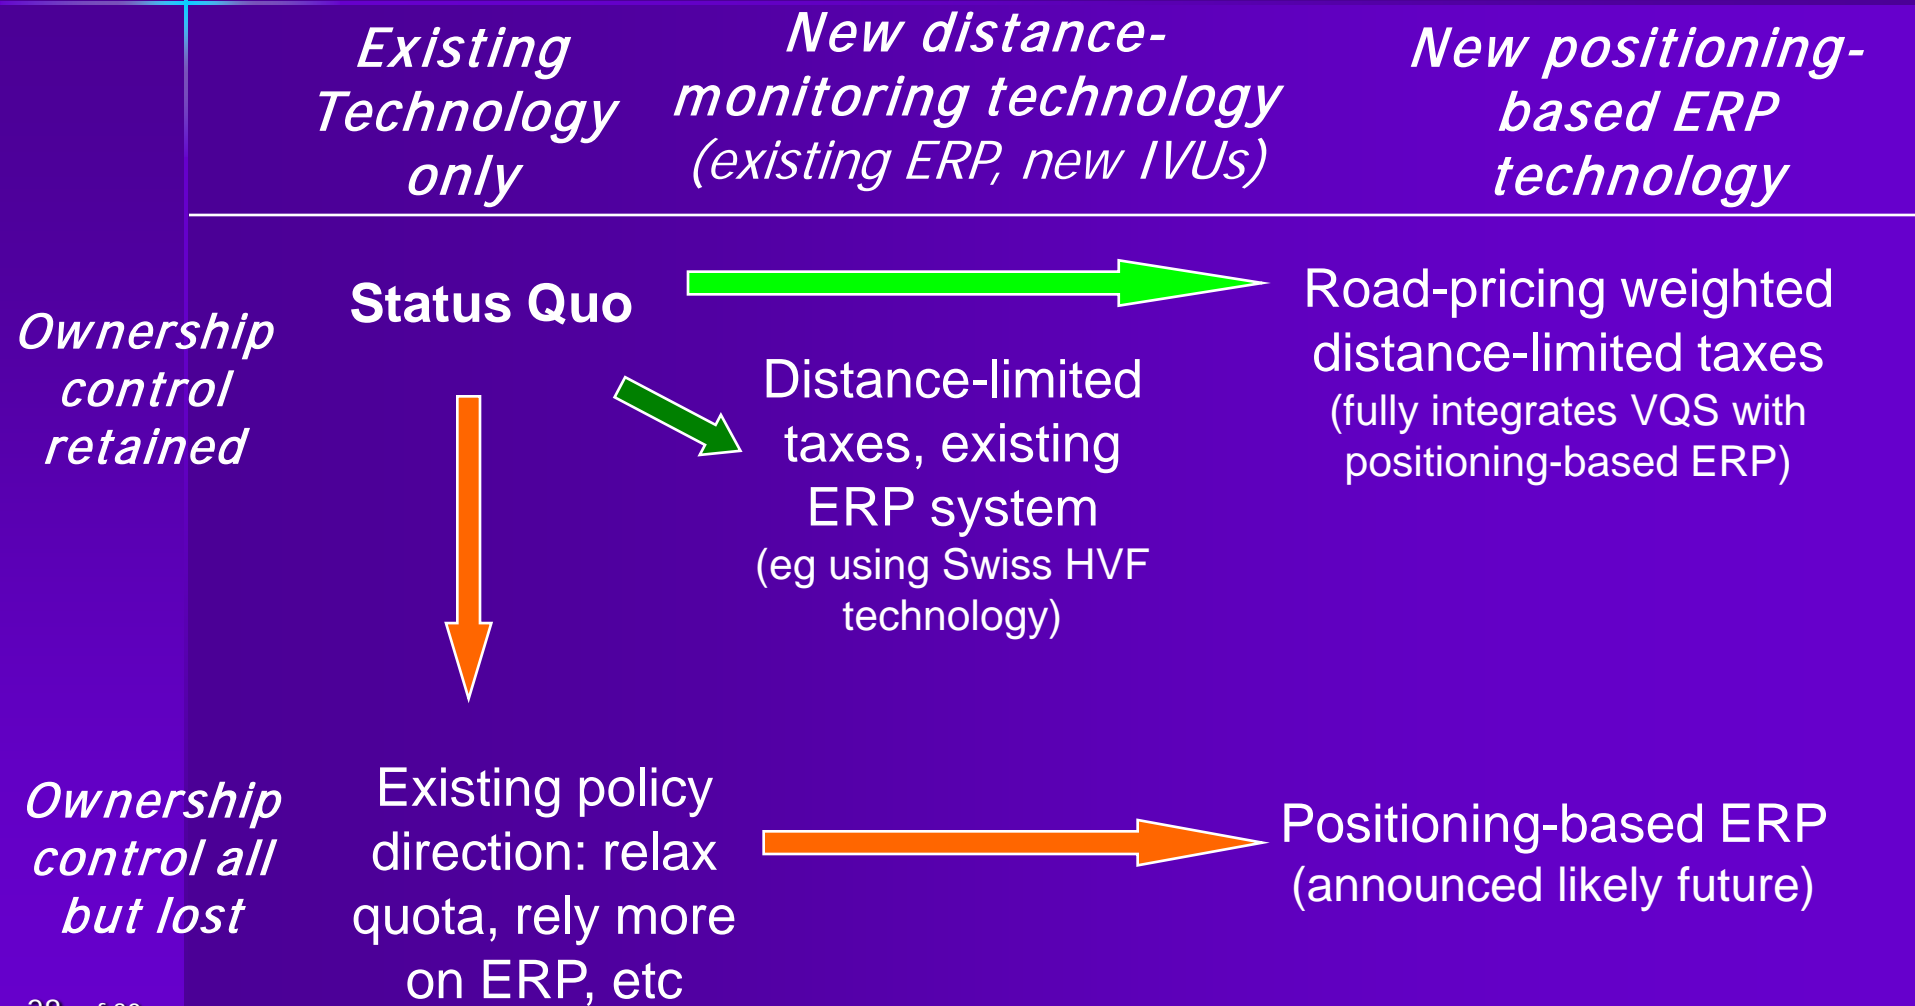 Existing
Technology
only
New distance-
monitoring technology
(existing ERP, new IVUs)
New positioning-
based ERP
technology
Ownership
control
retained
Status Quo
Distance-limited
taxes, existing
ERP system
(eg using Swiss HVF
technology)
Road-pricing weighted
distance-limited taxes
(fully integrates VQS with
positioning-based ERP)
Ownership
control all
but lost
Existing policy
direction: relax
quota, rely more
on ERP, etc
Positioning-based ERP
(announced likely future)